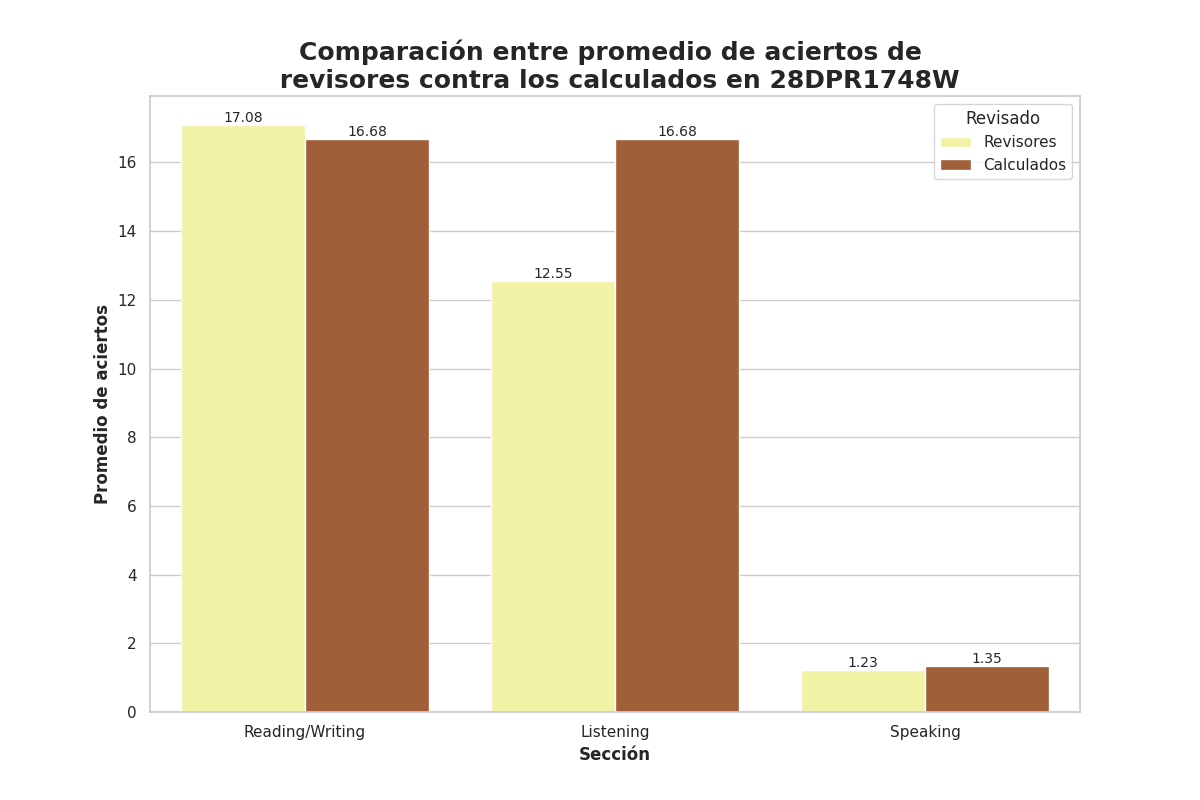 Comparación entre promedio de aciertos de
revisores contra los calculados en 28DPR1748W
Revisado
Revisores
Calculados
17.08
16.68
12.55
16.68
1.23
1.35
Promedio de aciertos
16
14
12
10
8
6
4
2
0
Reading/Writing
Listening
Speaking
Sección